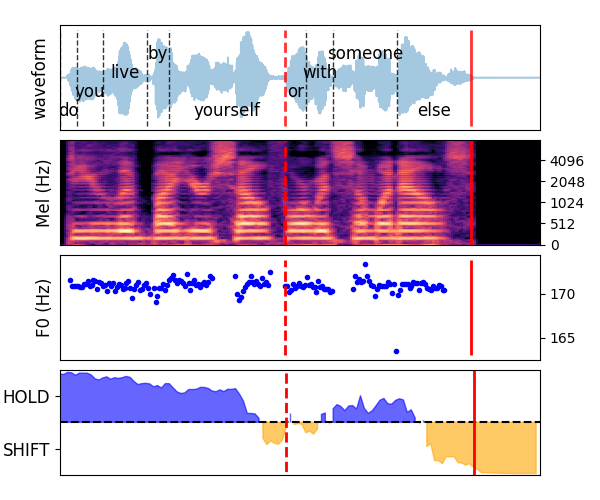 waveform
do
you
live
by
yourself
or
with
someone
else
Mel (Hz)
4096
2048
1024
512
0
F0 (Hz)
170
165
HOLD
SHIFT